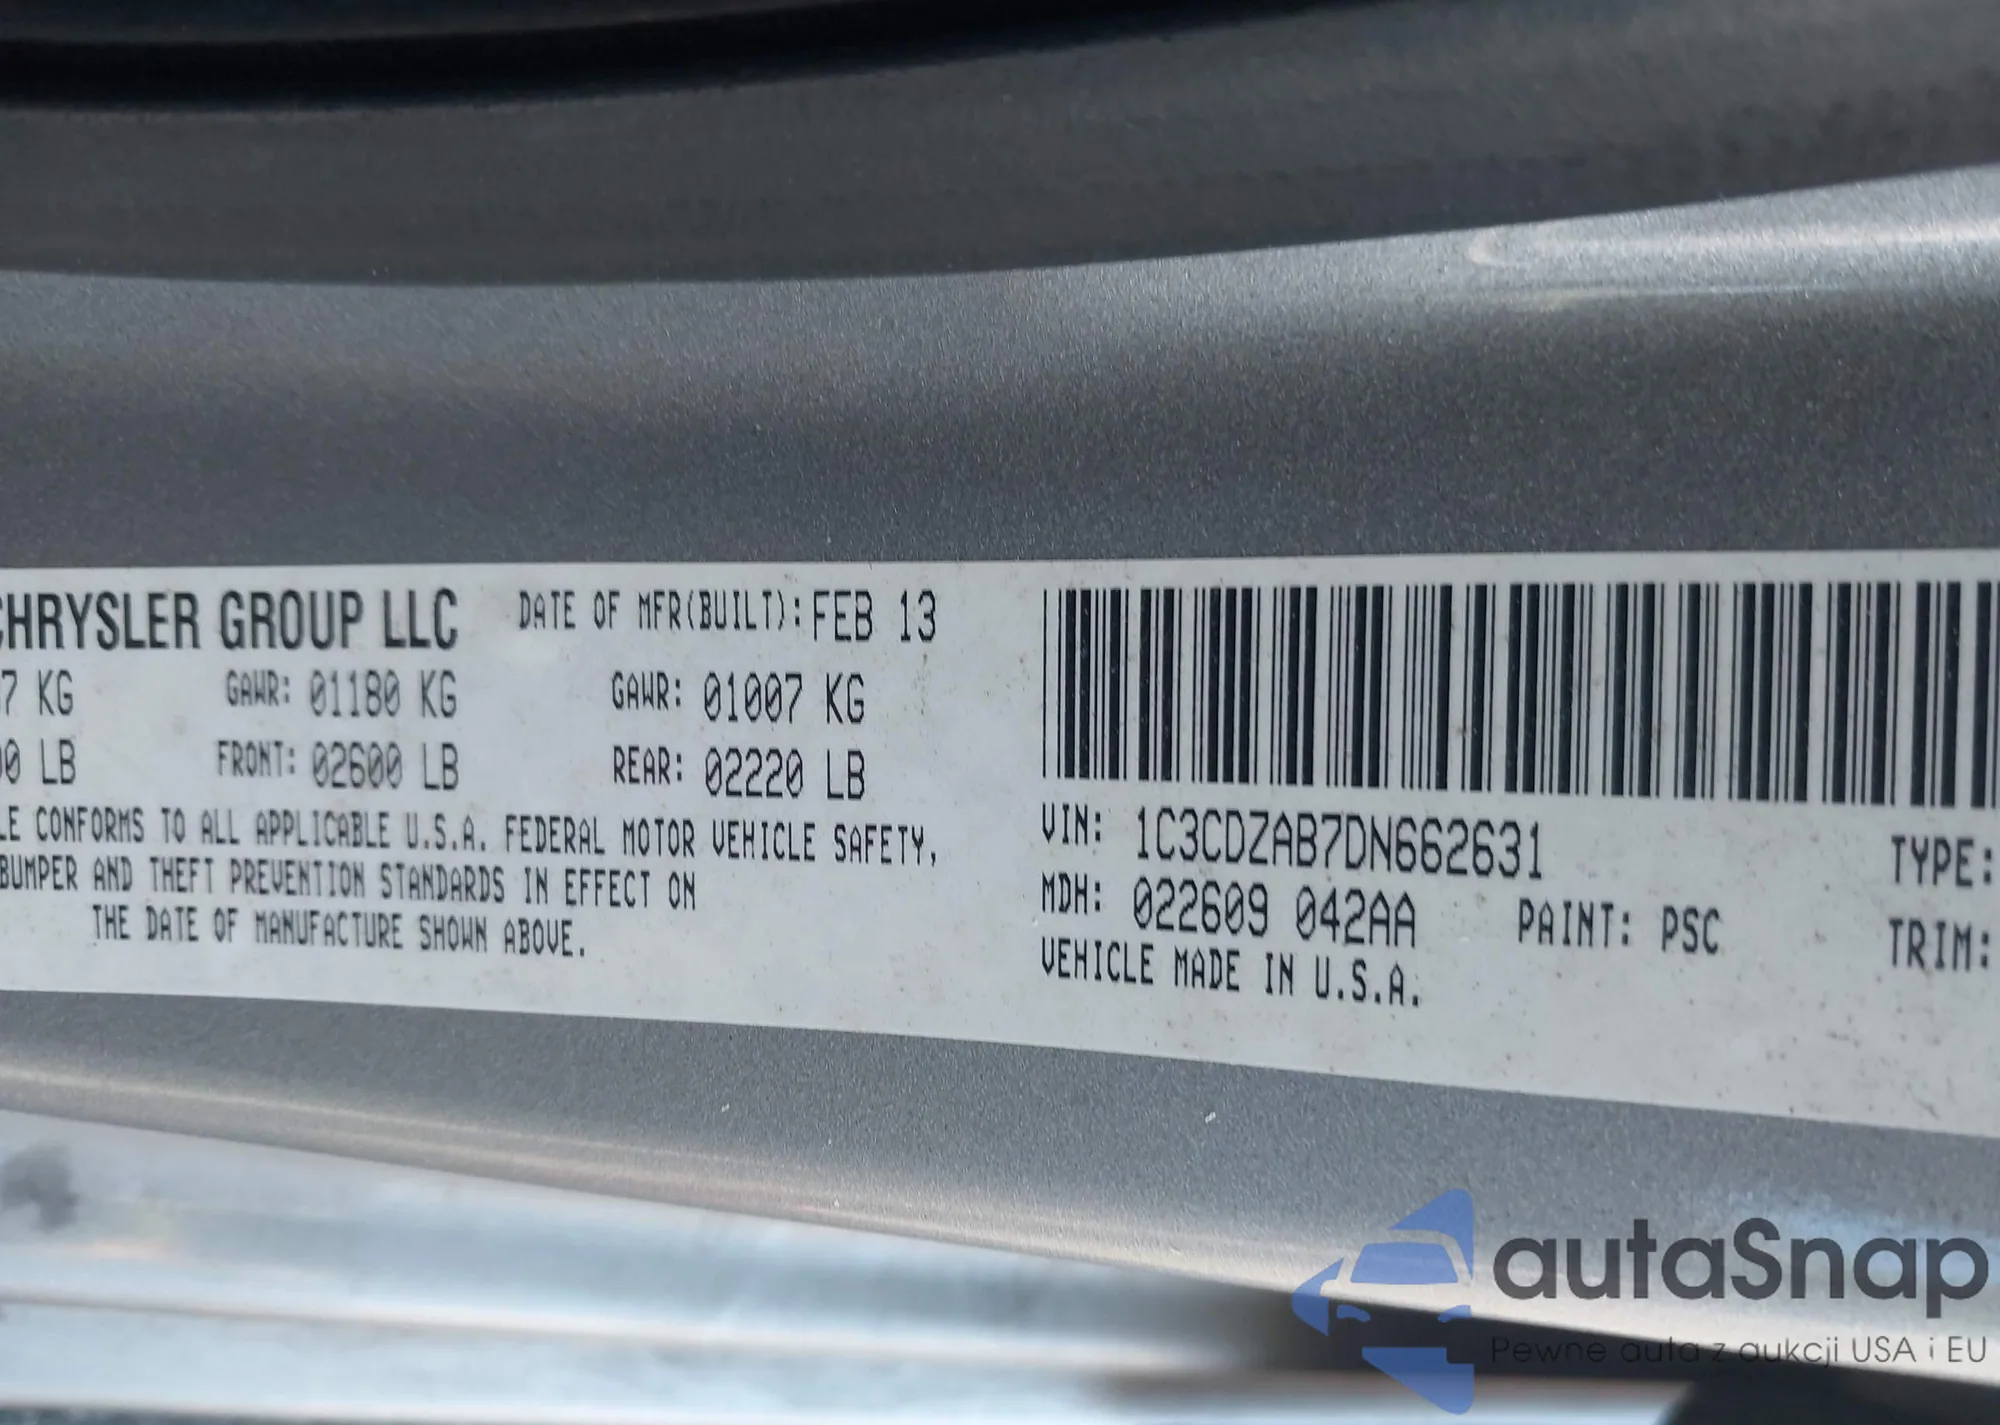 CHRYSLER GROUP LLC DATE OF MFR(BUILT): FEB 13
7 KG GAWR: 01180 KG GAWR: 01007 KG
0 LB FRONT: 02600 LB REAR: 02220 LB
LE CONFORMS TO ALL APPLICABLE U.S.A. FEDERAL MOTOR VEHICLE SAFETY,
BUMPER AND THEFT PREVENTION STANDARDS IN EFFECT ON
THE DATE OF MANUFACTURE SHOWN ABOVE.
VIN: 1C3CDZAB7DN662631 TYPE:
MDH: 022609 042AA PAINT: PSC TRIM:
VEHICLE MADE IN U.S.A.
autaSnap
Pewne auta z aukcji USA i EU